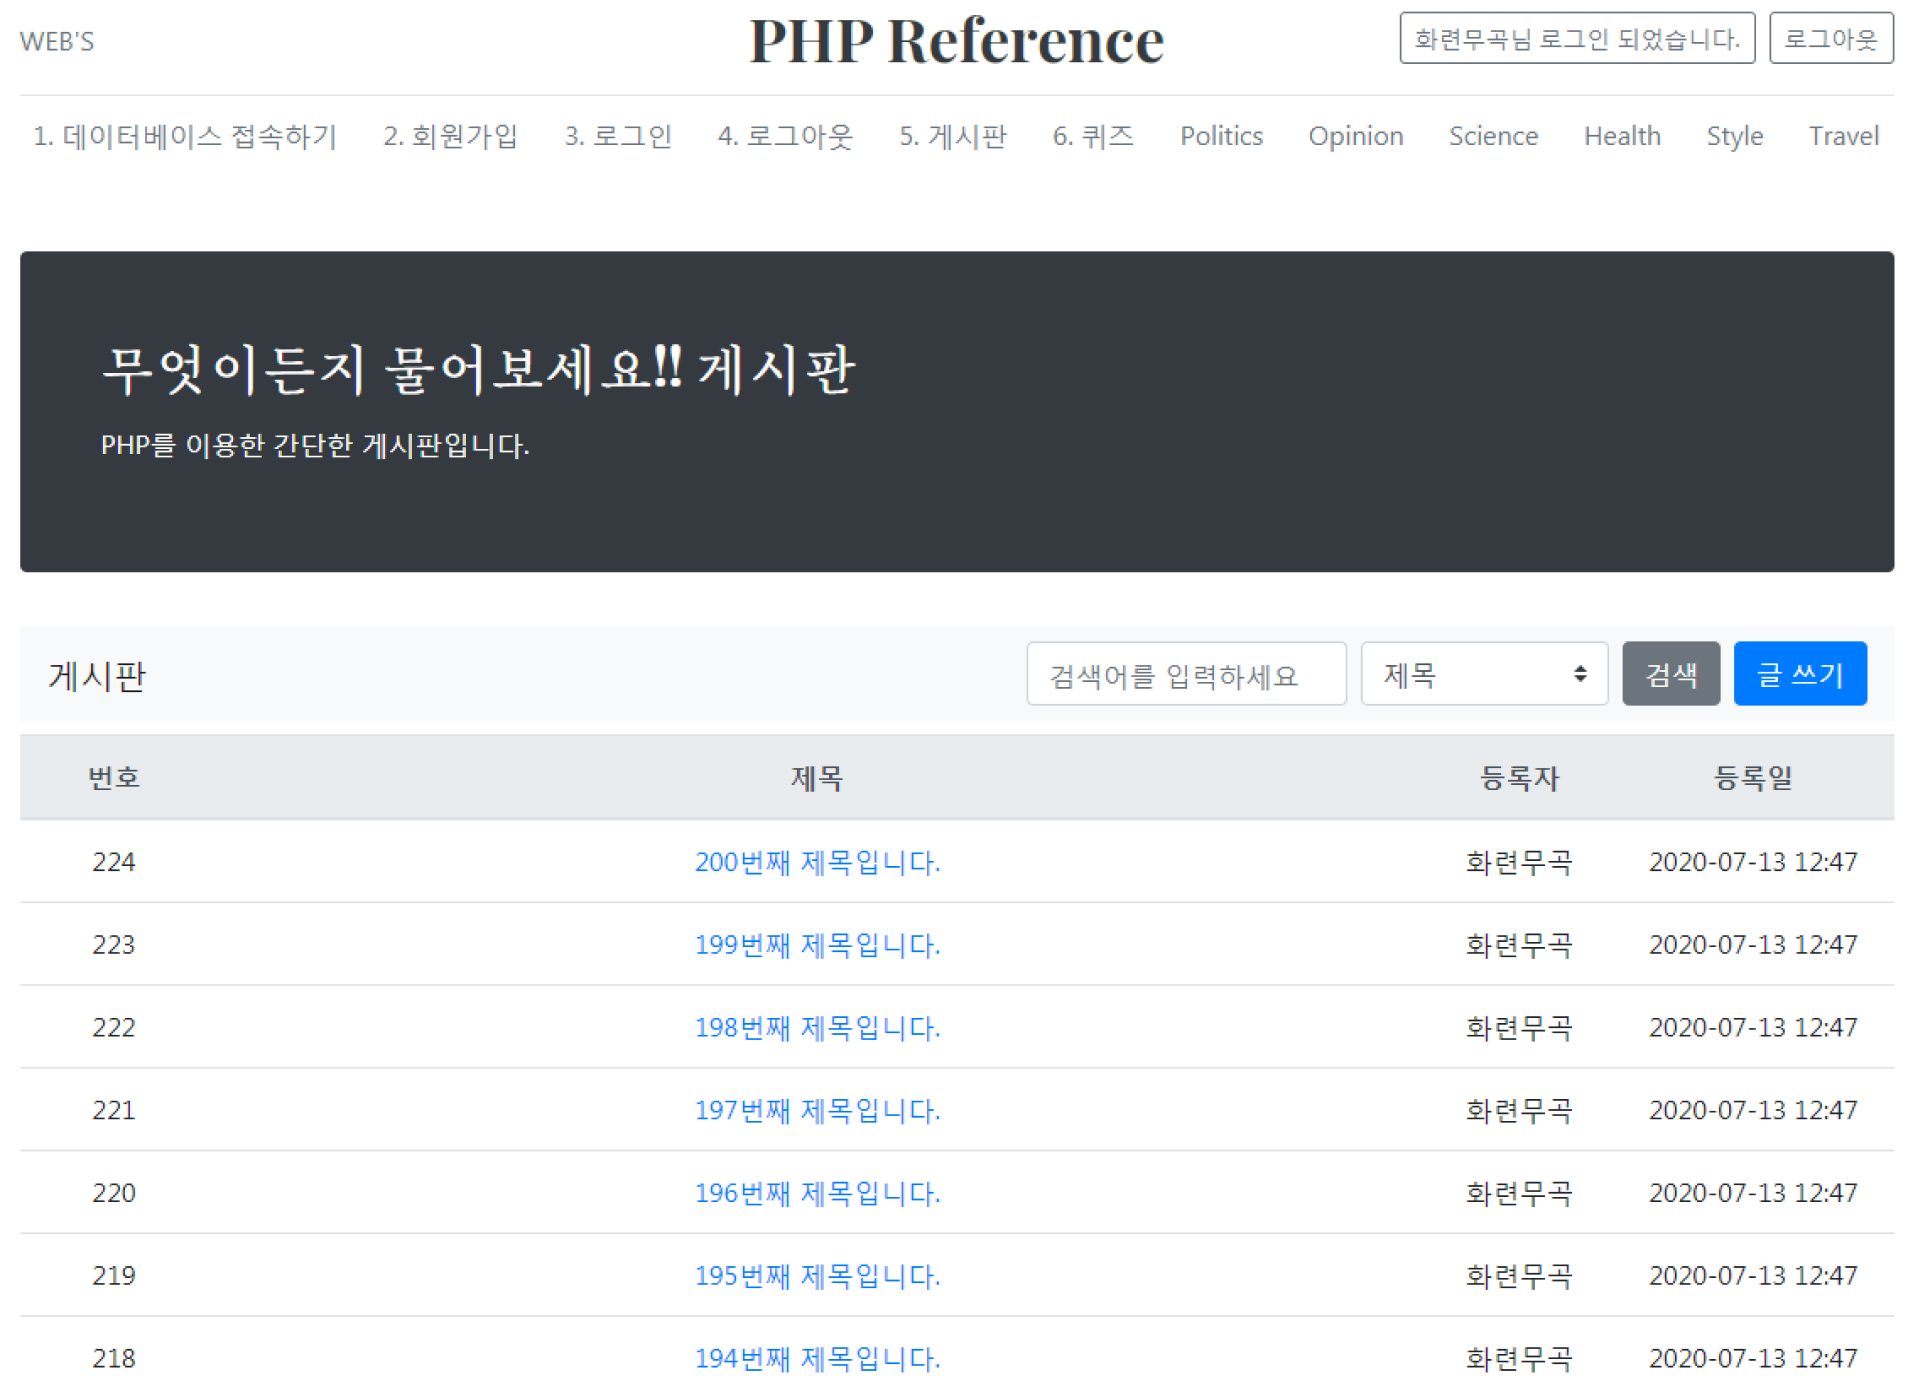 WEB'S
PHP Reference
화련무곡님 로그인 되었습니다.
로그아웃
1. 데이터베이스 접속하기 2. 회원가입 3. 로그인 4. 로그아웃 5. 게시판 6. 퀴즈 Politics Opinion Science Health Style Travel
무엇이든지 물어보세요!! 게시판
PHP를 이용한 간단한 게시판입니다.
게시판 검색어를 입력하세요 제목 검색 글 쓰기
번호 제목 등록자 등록일
224 200번째 제목입니다. 화련무곡 2020-07-13 12:47
223 199번째 제목입니다. 화련무곡 2020-07-13 12:47
222 198번째 제목입니다. 화련무곡 2020-07-13 12:47
221 197번째 제목입니다. 화련무곡 2020-07-13 12:47
220 196번째 제목입니다. 화련무곡 2020-07-13 12:47
219 195번째 제목입니다. 화련무곡 2020-07-13 12:47
218 194번째 제목입니다. 화련무곡 2020-07-13 12:47